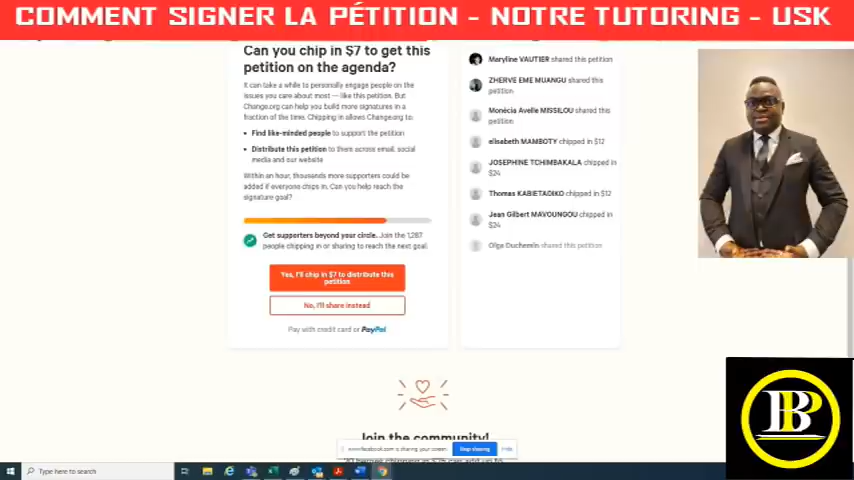 COMMENT SIGNER LA PÉTITION - NOTRE TUTORING - USK
Can you chip in $7 to get this
petition on the agenda?
It can take a while to personally engage people on the
issues you care about most — like this petition. But
Change.org can help you build more signatures in a
fraction of the time. Chipping in allows Change.org to:
• Find like-minded people to support the petition
• Distribute this petition to them across email, social
media and our website
Within an hour, thousands more supporters could be
added if everyone chips in. Can you help reach the
signature goal?
Get supporters beyond your circle. Join the 1,287
people chipping in or sharing to reach the next goal.
Yes, I'll chip in $7 to distribute this
petition
No, I'll share instead
Pay with credit card or PayPal
Maryline VAUTIER shared this petition
ZHERVE EME MUANGU shared this
petition
Monécia Avelle MISSILOU shared this
petition
elisabeth MAMBOTY chipped in $12
JOSEPHINE TCHIMBAKALA chipped in
$24
Thomas KABIETADIKO chipped in $12
Jean Gilbert MAVOUNGOU chipped in
$24
Olga Duchemin shared this petition
BP
Join the community!
www.facebook.com is sharing your screen.
Stop sharing
Hide
Type here to search